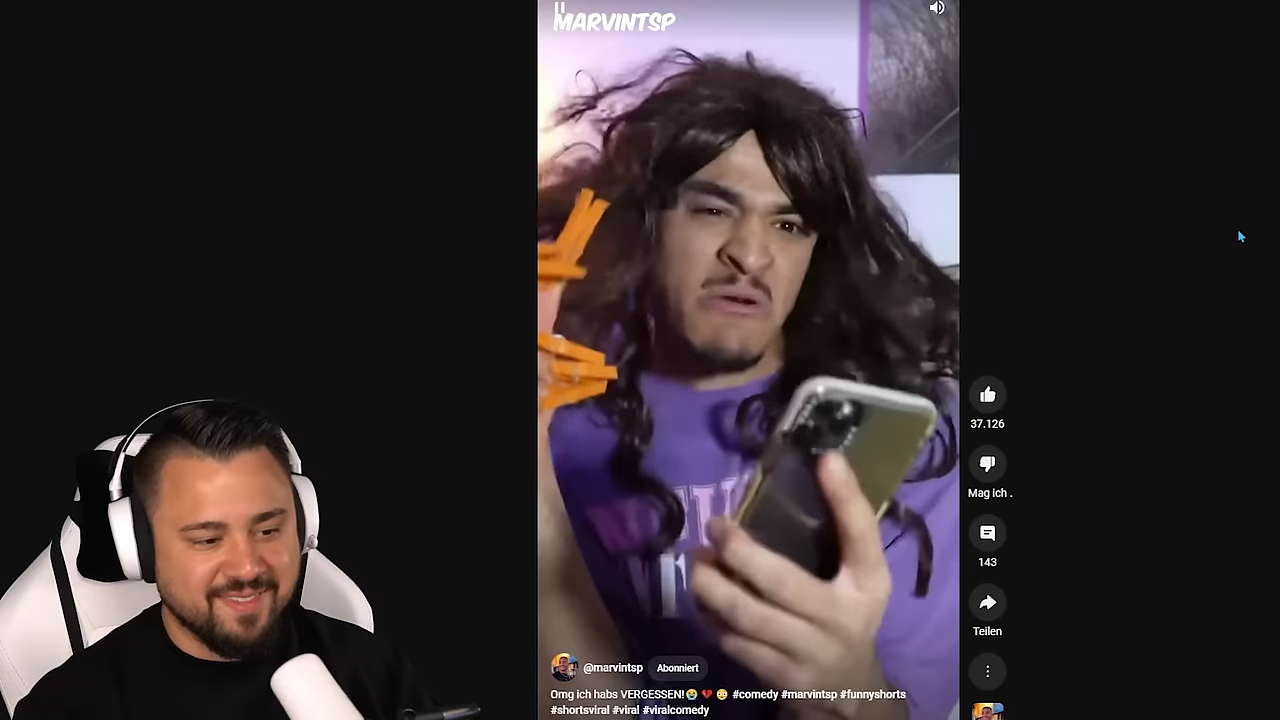 MARVINTSP
37.126
Mag ich .
143
Teilen
@marvintsp Abonniert
Omg ich habs VERGESSEN!😭 💔 😳 #comedy #marvintsp #funnyshorts
#shortsviral #viral #viralcomedy